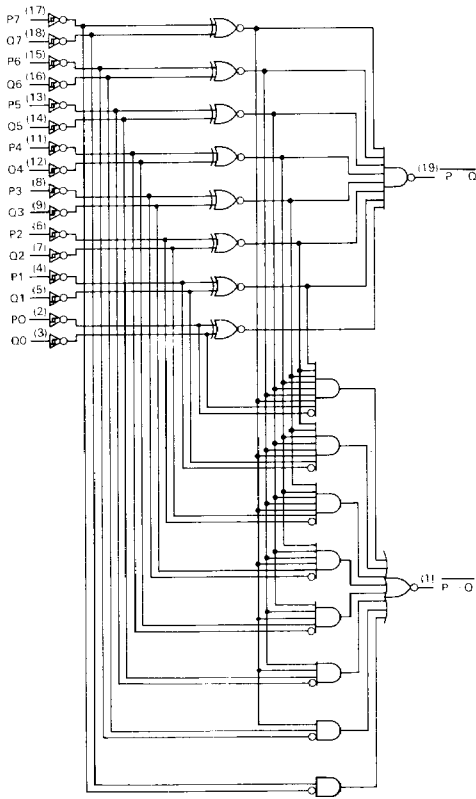 P7 (17)
Q7 (18)
P6 (15)
Q6 (16)
P5 (13)
Q5 (14)
P4 (11)
Q4 (12)
P3 (8)
Q3 (9)
P2 (6)
Q2 (7)
P1 (4)
Q1 (5)
P0 (2)
Q0 (3)
(19) P Q
(1) P Q